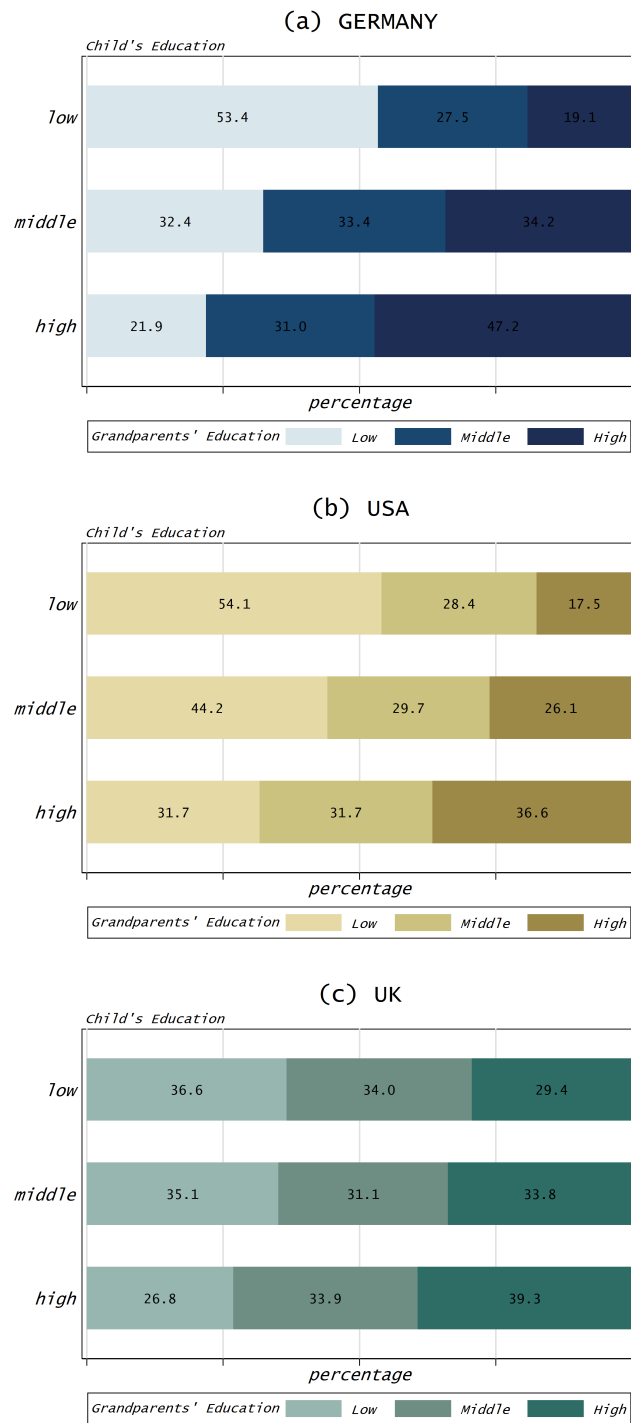 (a) GERMANY
Child's Education
low
53.4 27.5 19.1
middle
32.4 33.4 34.2
high
21.9 31.0 47.2
percentage
Grandparents' Education Low Middle High
(b) USA
Child's Education
low
54.1 28.4 17.5
middle
44.2 29.7 26.1
high
31.7 31.7 36.6
percentage
Grandparents' Education Low Middle High
(c) UK
Child's Education
low
36.6 34.0 29.4
middle
35.1 31.1 33.8
high
26.8 33.9 39.3
percentage
Grandparents' Education Low Middle High